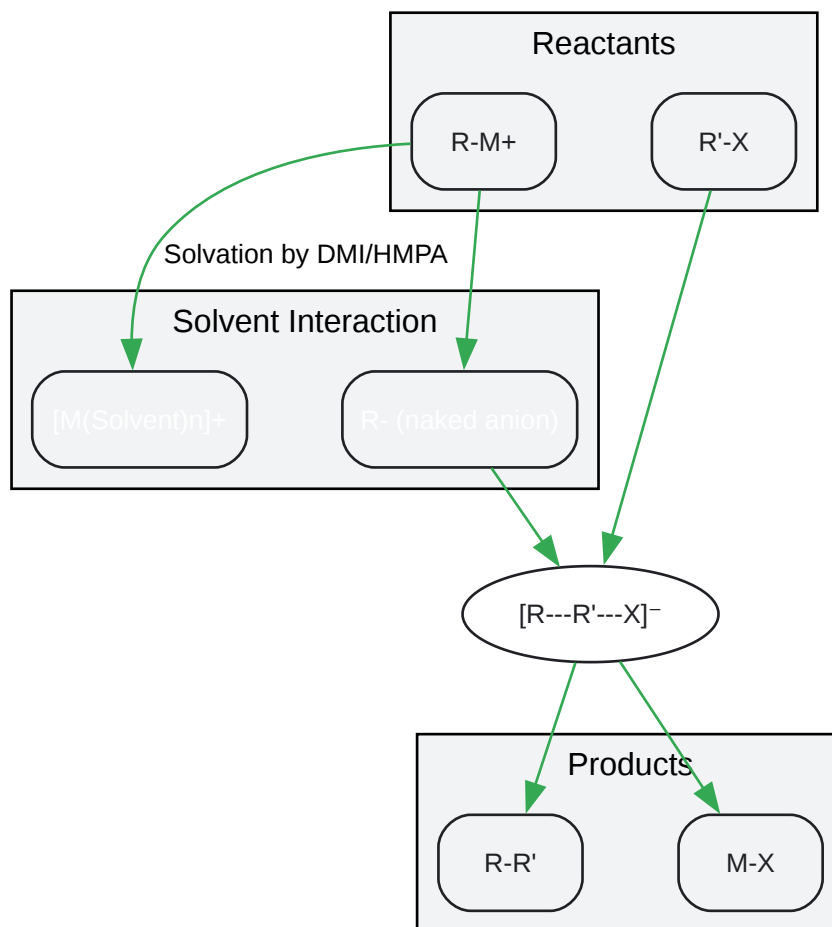 Reactants
R-M+
R'-X
Solvation by DMI/HMPA
Solvent Interaction
[M(Solvent)n]+
R- (naked anion)
[R---R'---X]⁻
Products
R-R'
M-X